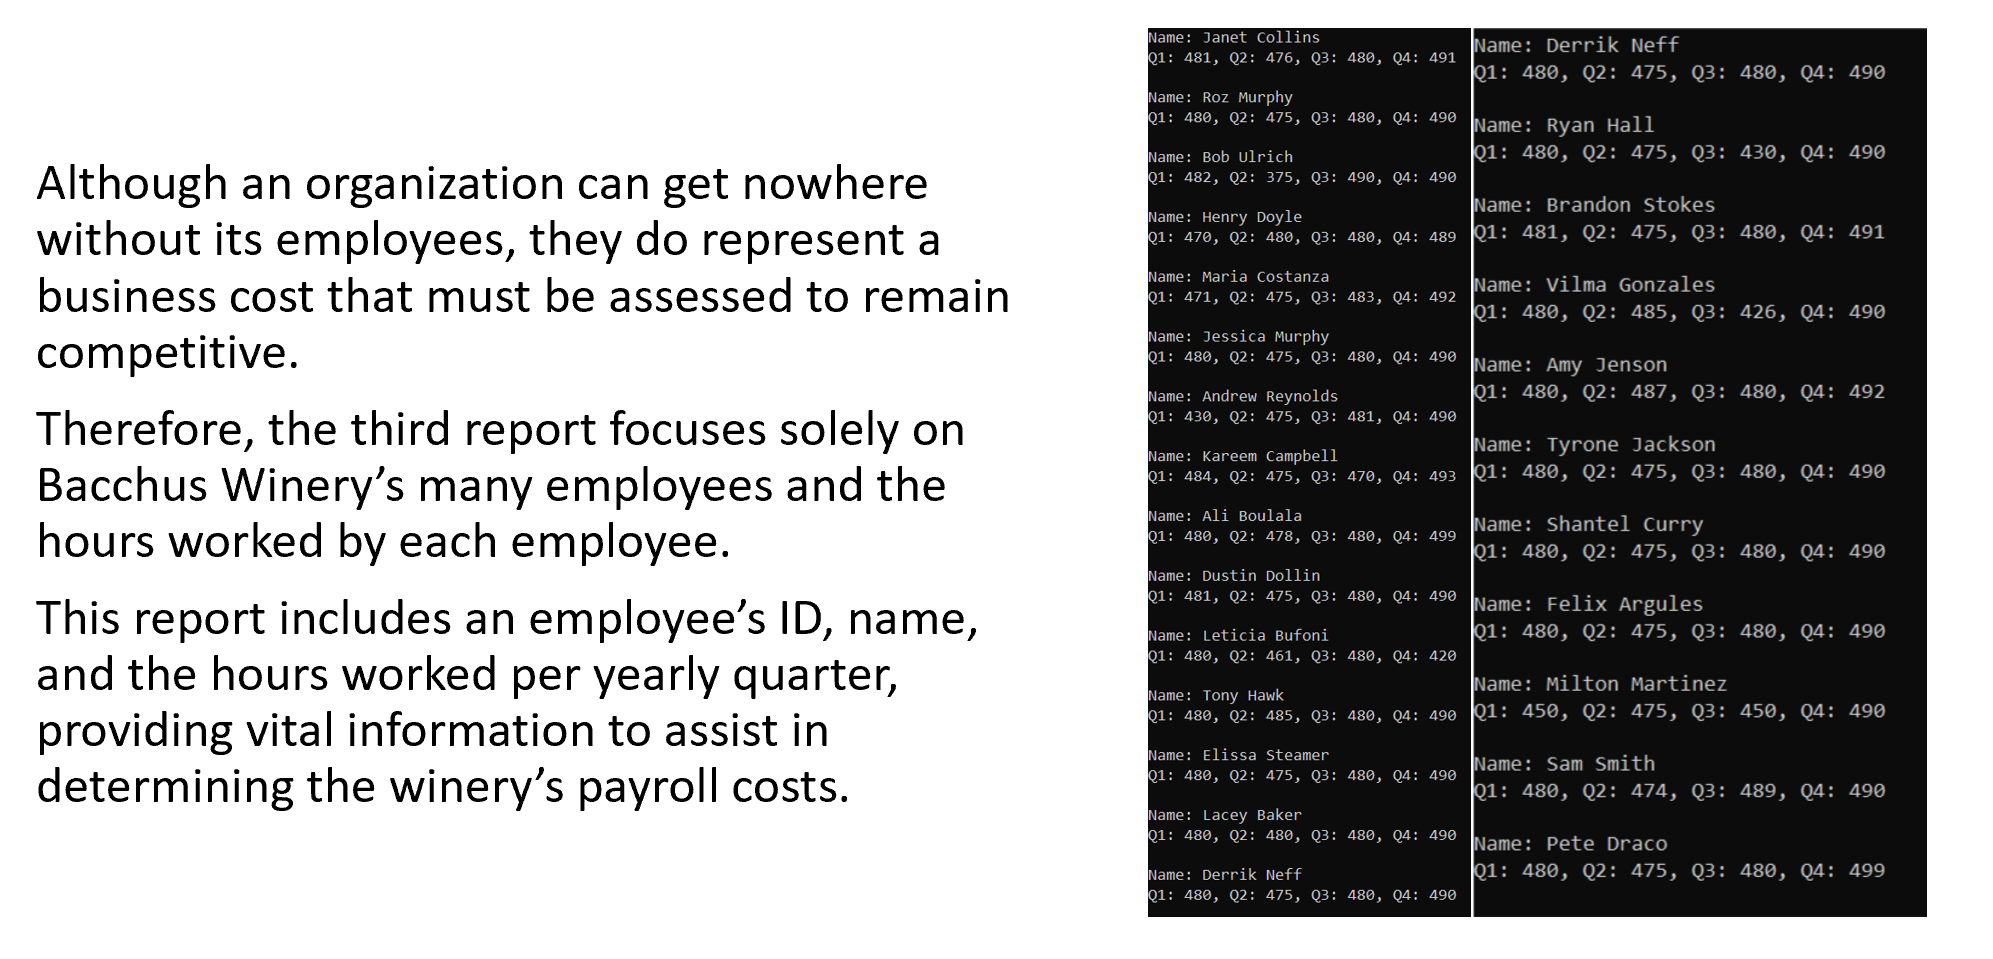 Although an organization can get nowhere
without its employees, they do represent a
business cost that must be assessed to remain
competitive.
Therefore, the third report focuses solely on
Bacchus Winery’s many employees and the
hours worked by each employee.
This report includes an employee’s ID, name,
and the hours worked per yearly quarter,
providing vital information to assist in
determining the winery’s payroll costs.
Name: Janet Collins
Q1: 481, Q2: 476, Q3: 480, Q4: 491
Name: Roz Murphy
Q1: 480, Q2: 475, Q3: 480, Q4: 490
Name: Bob Ulrich
Q1: 482, Q2: 375, Q3: 490, Q4: 490
Name: Henry Doyle
Q1: 470, Q2: 480, Q3: 480, Q4: 489
Name: Maria Costanza
Q1: 471, Q2: 475, Q3: 483, Q4: 492
Name: Jessica Murphy
Q1: 480, Q2: 475, Q3: 480, Q4: 490
Name: Andrew Reynolds
Q1: 430, Q2: 475, Q3: 481, Q4: 490
Name: Kareem Campbell
Q1: 484, Q2: 475, Q3: 470, Q4: 493
Name: Ali Boulala
Q1: 480, Q2: 478, Q3: 480, Q4: 499
Name: Dustin Dollin
Q1: 481, Q2: 475, Q3: 480, Q4: 490
Name: Leticia Bufoni
Q1: 480, Q2: 461, Q3: 480, Q4: 420
Name: Tony Hawk
Q1: 480, Q2: 485, Q3: 480, Q4: 490
Name: Elissa Steamer
Q1: 480, Q2: 475, Q3: 480, Q4: 490
Name: Lacey Baker
Q1: 480, Q2: 480, Q3: 480, Q4: 490
Name: Derrik Neff
Q1: 480, Q2: 475, Q3: 480, Q4: 490
Name: Derrik Neff
Q1: 480, Q2: 475, Q3: 480, Q4: 490
Name: Ryan Hall
Q1: 480, Q2: 475, Q3: 430, Q4: 490
Name: Brandon Stokes
Q1: 481, Q2: 475, Q3: 480, Q4: 491
Name: Vilma Gonzales
Q1: 480, Q2: 485, Q3: 426, Q4: 490
Name: Amy Jenson
Q1: 480, Q2: 487, Q3: 480, Q4: 492
Name: Tyrone Jackson
Q1: 480, Q2: 475, Q3: 480, Q4: 490
Name: Shantel Curry
Q1: 480, Q2: 475, Q3: 480, Q4: 490
Name: Felix Argules
Q1: 480, Q2: 475, Q3: 480, Q4: 490
Name: Milton Martinez
Q1: 450, Q2: 475, Q3: 450, Q4: 490
Name: Sam Smith
Q1: 480, Q2: 474, Q3: 489, Q4: 490
Name: Pete Draco
Q1: 480, Q2: 475, Q3: 480, Q4: 499